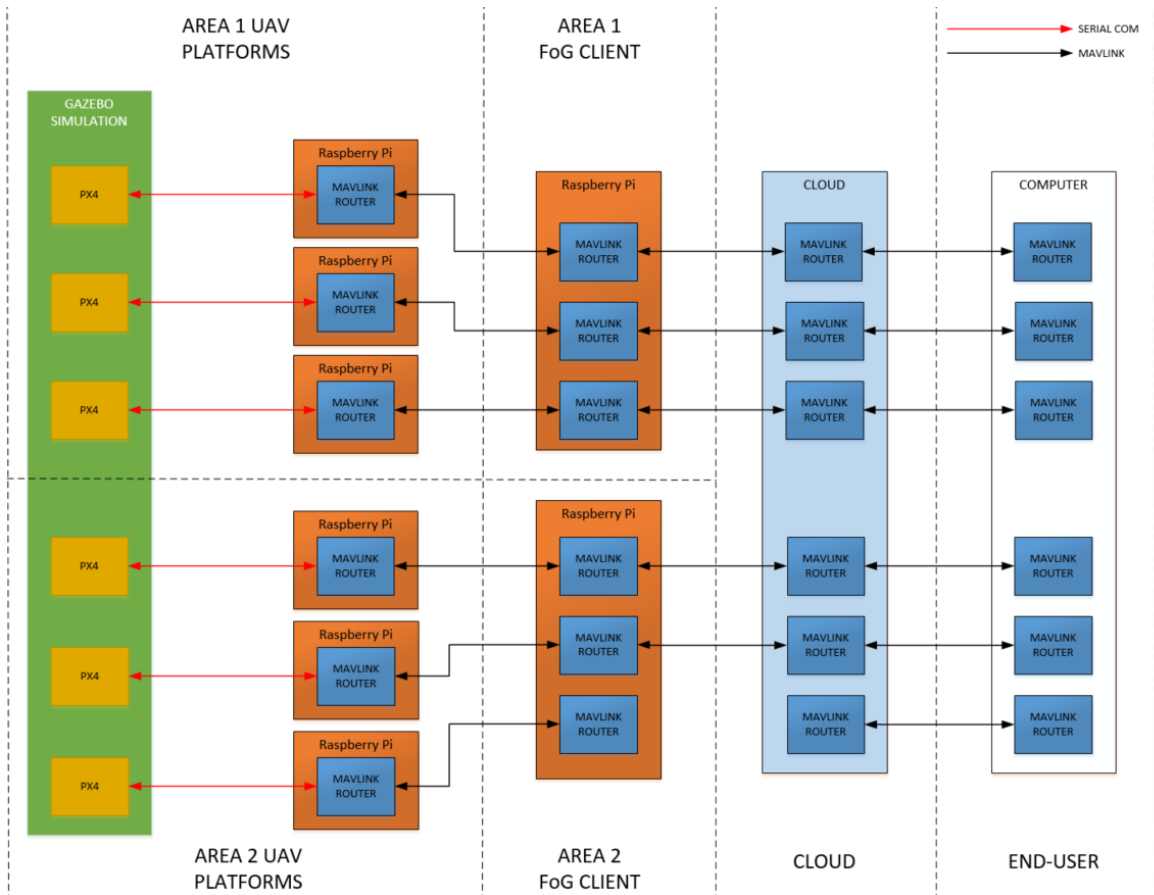 AREA 1 UAV
PLATFORMS
AREA 1
FoG CLIENT
SERIAL COM
MAVLINK
GAZEBO
SIMULATION
PX4
Raspberry Pi
MAVLINK
ROUTER
PX4
Raspberry Pi
MAVLINK
ROUTER
PX4
Raspberry Pi
MAVLINK
ROUTER
Raspberry Pi
MAVLINK
ROUTER
MAVLINK
ROUTER
MAVLINK
ROUTER
CLOUD
MAVLINK
ROUTER
MAVLINK
ROUTER
MAVLINK
ROUTER
COMPUTER
MAVLINK
ROUTER
MAVLINK
ROUTER
MAVLINK
ROUTER
PX4
Raspberry Pi
MAVLINK
ROUTER
PX4
Raspberry Pi
MAVLINK
ROUTER
PX4
Raspberry Pi
MAVLINK
ROUTER
Raspberry Pi
MAVLINK
ROUTER
MAVLINK
ROUTER
MAVLINK
ROUTER
MAVLINK
ROUTER
MAVLINK
ROUTER
MAVLINK
ROUTER
MAVLINK
ROUTER
MAVLINK
ROUTER
MAVLINK
ROUTER
AREA 2 UAV
PLATFORMS
AREA 2
FoG CLIENT
CLOUD
END-USER